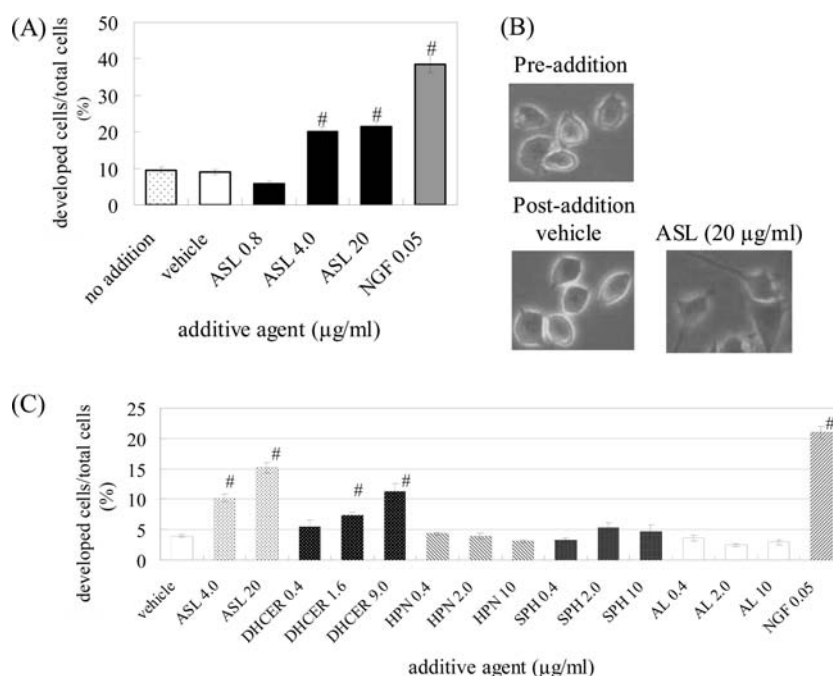 (A)
developed cells/total cells
(%)
50
40
30
20
10
0
#
#
#
no addition
vehicle
ASL 0.8
ASL 4.0
ASL 20
NGF 0.05
additive agent (µg/ml)
(B)
Pre-addition
Post-addition
vehicle
ASL (20 µg/ml)
(C)
developed cells/total cells
(%)
25
20
15
10
5
0
#
#
#
#
#
vehicle
ASL 4.0
ASL 20
DHCER 0.4
DHCER 1.6
DHCER 9.0
HPN 0.4
HPN 2.0
HPN 10
SPH 0.4
SPH 2.0
SPH 10
AL 0.4
AL 2.0
AL 10
NGF 0.05
additive agent (µg/ml)